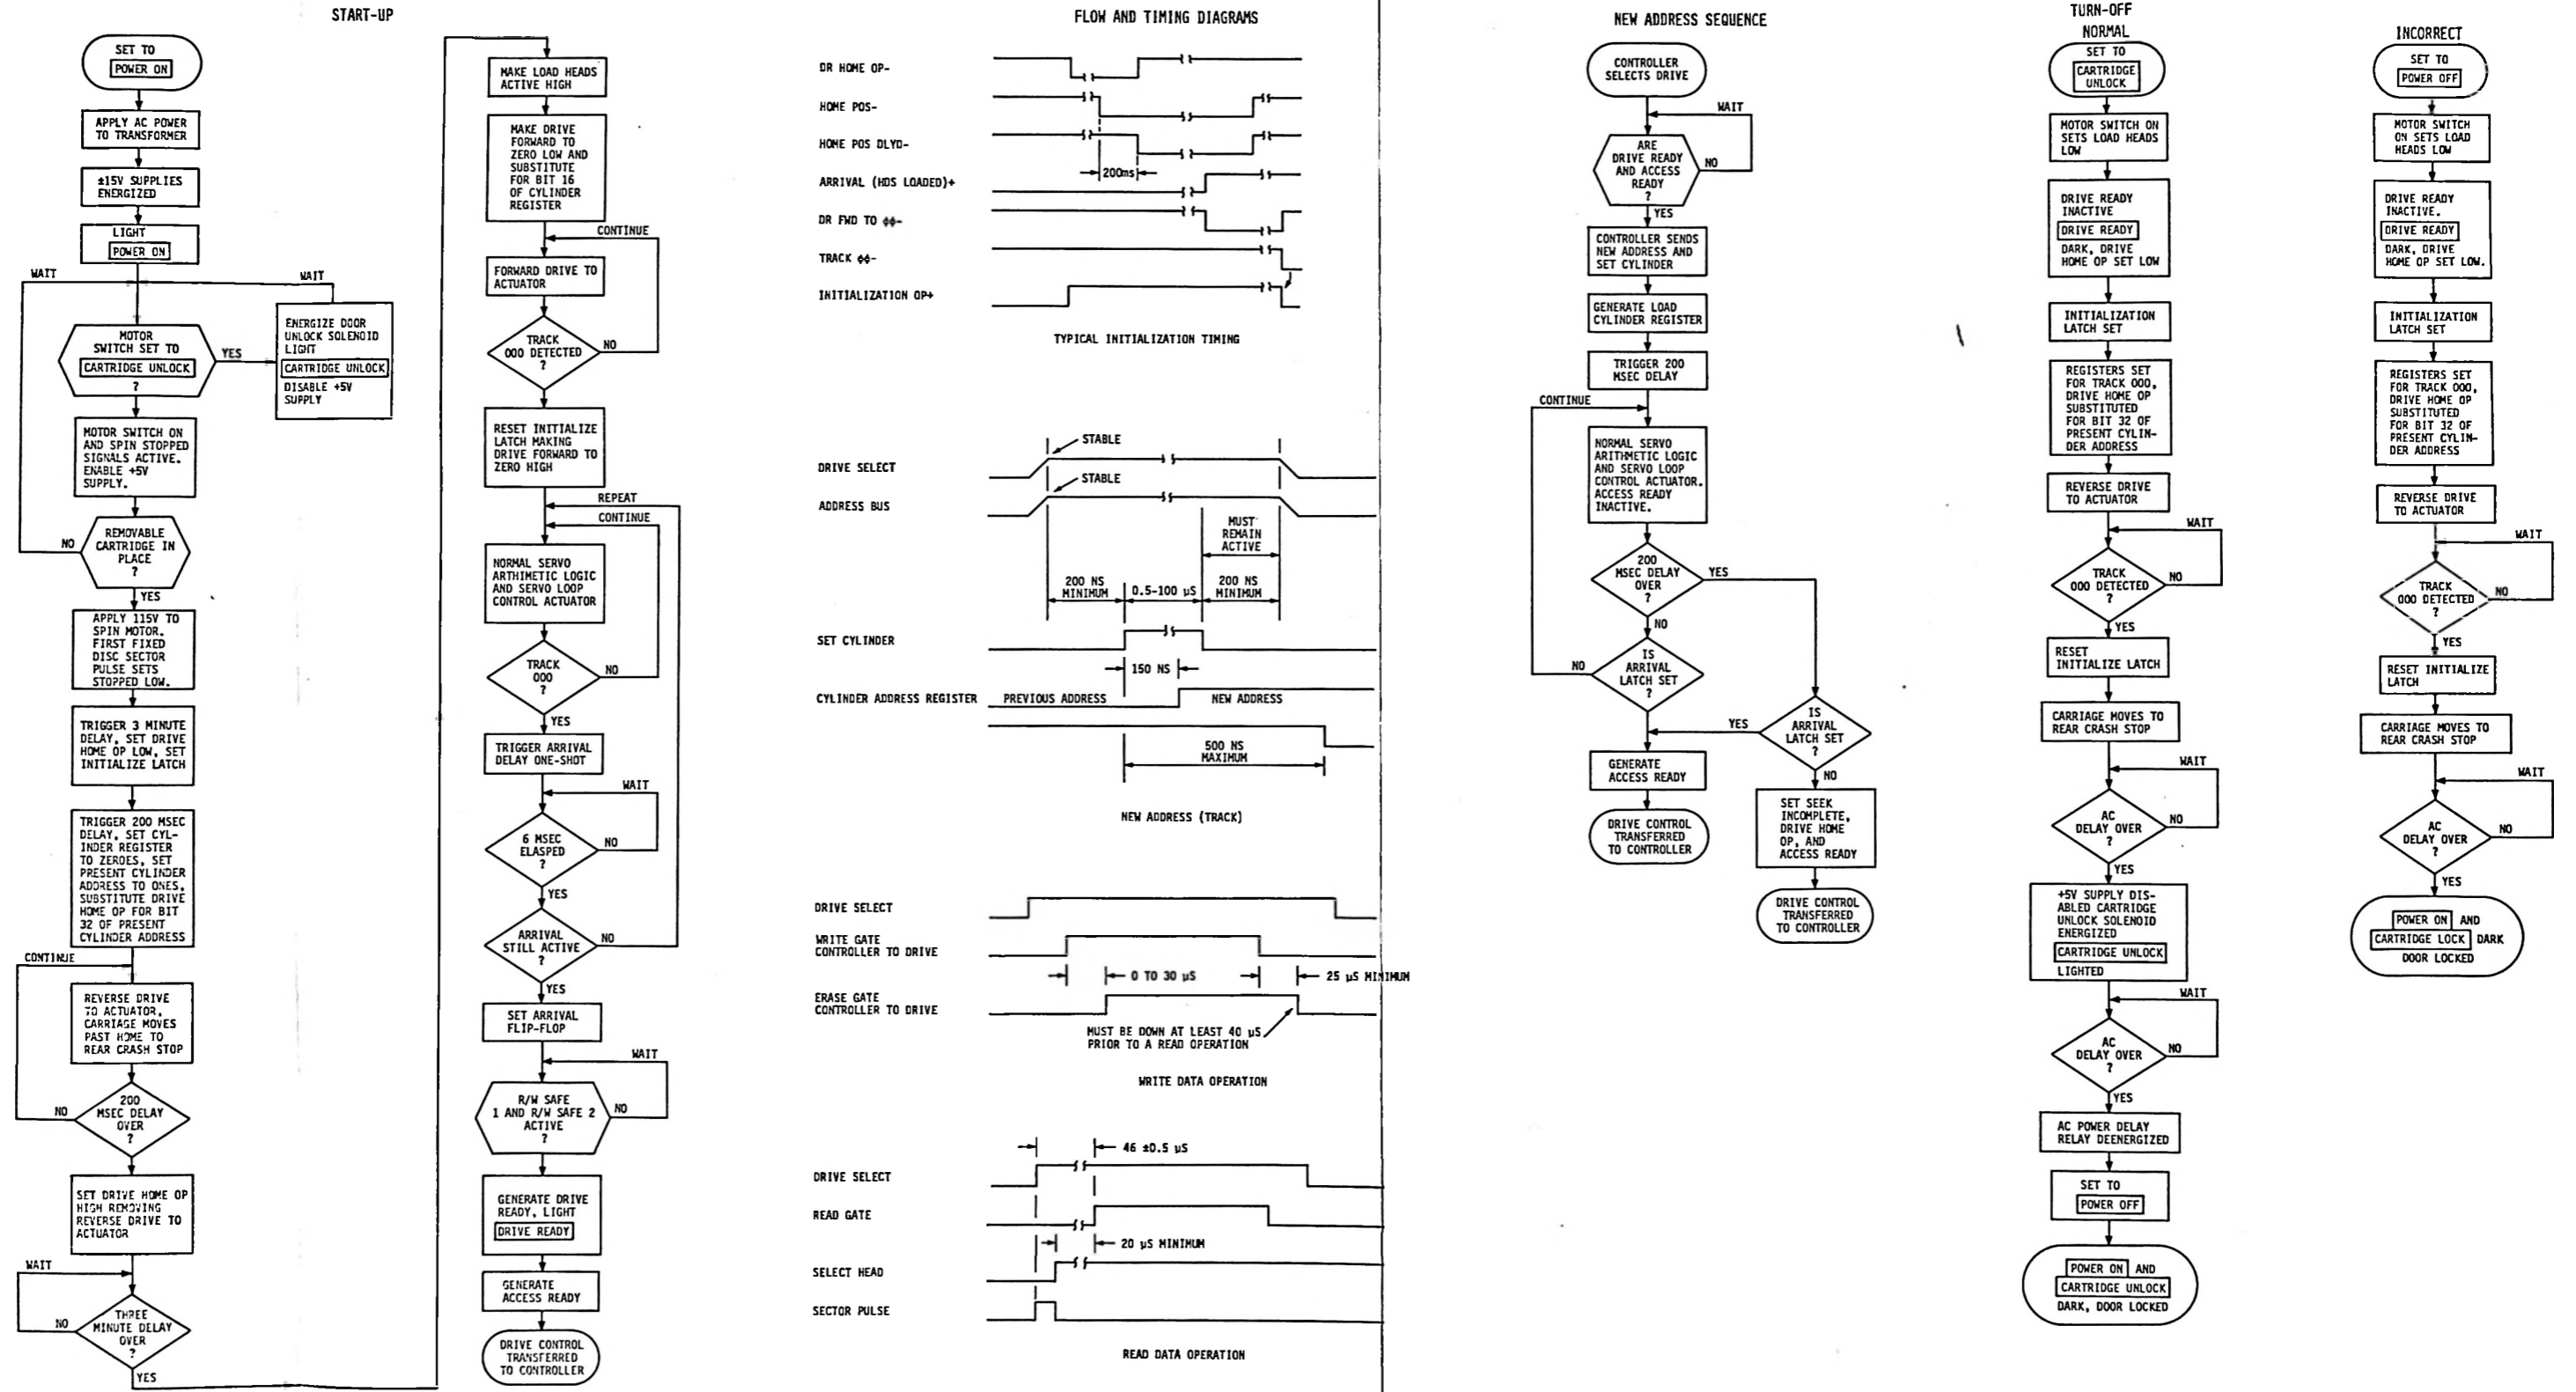 START-UP
SET TO
POWER ON
APPLY AC POWER
TO TRANSFORMER
±15V SUPPLIES
ENERGIZED
LIGHT
POWER ON
WAIT
WAIT
MOTOR
SWITCH SET TO
CARTRIDGE UNLOCK
?
YES
ENERGIZE DOOR
UNLOCK SOLENOID
LIGHT
CARTRIDGE UNLOCK
DISABLE +5V
SUPPLY
MOTOR SWITCH ON
AND SPIN STOPPED
SIGNALS ACTIVE.
ENABLE +5V
SUPPLY.
REMOVABLE
CARTRIDGE IN
PLACE
?
NO
YES
APPLY 115V TO
SPIN MOTOR.
FIRST FIXED
DISC SECTOR
PULSE SETS
STOPPED LOW.
TRIGGER 3 MINUTE
DELAY, SET DRIVE
HOME OP LOW, SET
INITIALIZE LATCH
TRIGGER 200 MSEC
DELAY, SET CYL-
INDER REGISTER
TO ZEROES, SET
PRESENT CYLINDER
ADDRESS TO ONES,
SUBSTITUTE DRIVE
HOME OP FOR BIT
32 OF PRESENT
CYLINDER ADDRESS
CONTINUE
REVERSE DRIVE
TO ACTUATOR,
CARRIAGE MOVES
PAST HOME TO
REAR CRASH STOP
200
MSEC DELAY
OVER
?
NO
SET DRIVE HOME OP
HIGH REMOVING
REVERSE DRIVE TO
ACTUATOR
WAIT
THREE
MINUTE DELAY
OVER
?
NO
YES
MAKE LOAD HEADS
ACTIVE HIGH
MAKE DRIVE
FORWARD TO
ZERO LOW AND
SUBSTITUTE
FOR BIT 16
OF CYLINDER
REGISTER
CONTINUE
FORWARD DRIVE TO
ACTUATOR
TRACK
000 DETECTED
?
NO
RESET INITIALIZE
LATCH MAKING
DRIVE FORWARD TO
ZERO HIGH
REPEAT
CONTINUE
NORMAL SERVO
ARTHIMETIC LOGIC
AND SERVO LOOP
CONTROL ACTUATOR
TRACK
000
?
NO
YES
TRIGGER ARRIVAL
DELAY ONE-SHOT
WAIT
6 MSEC
ELASPED
?
NO
YES
ARRIVAL
STILL ACTIVE
?
NO
YES
SET ARRIVAL
FLIP-FLOP
WAIT
R/W SAFE
1 AND R/W SAFE 2
ACTIVE
?
NO
GENERATE DRIVE
READY, LIGHT
DRIVE READY
GENERATE
ACCESS READY
DRIVE CONTROL
TRANSFERRED
TO CONTROLLER
FLOW AND TIMING DIAGRAMS
DR HOME OP-
HOME POS-
HOME POS DLYD-
200ms
ARRIVAL (HDS LOADED)+
DR FWD TO ϕϕ-
TRACK ϕϕ-
INITIALIZATION OP+
TYPICAL INITIALIZATION TIMING
STABLE
DRIVE SELECT
STABLE
ADDRESS BUS
MUST
REMAIN
ACTIVE
200 NS
MINIMUM
0.5-100 µS
200 NS
MINIMUM
SET CYLINDER
150 NS
CYLINDER ADDRESS REGISTER
PREVIOUS ADDRESS
NEW ADDRESS
500 NS
MAXIMUM
NEW ADDRESS (TRACK)
DRIVE SELECT
WRITE GATE
CONTROLLER TO DRIVE
0 TO 30 µS
25 µS MINIMUM
ERASE GATE
CONTROLLER TO DRIVE
MUST BE DOWN AT LEAST 40 µS
PRIOR TO A READ OPERATION
WRITE DATA OPERATION
46 ±0.5 µS
DRIVE SELECT
READ GATE
20 µS MINIMUM
SELECT HEAD
SECTOR PULSE
READ DATA OPERATION
NEW ADDRESS SEQUENCE
CONTROLLER
SELECTS DRIVE
WAIT
ARE
DRIVE READY
AND ACCESS
READY
?
NO
YES
CONTROLLER SENDS
NEW ADDRESS AND
SET CYLINDER
GENERATE LOAD
CYLINDER REGISTER
TRIGGER 200
MSEC DELAY
CONTINUE
NORMAL SERVO
ARITHMETIC LOGIC
AND SERVO LOOP
CONTROL ACTUATOR.
ACCESS READY
INACTIVE.
200
MSEC DELAY
OVER
?
YES
NO
IS
ARRIVAL
LATCH SET
?
NO
YES
IS
ARRIVAL
LATCH SET
?
NO
GENERATE
ACCESS READY
DRIVE CONTROL
TRANSFERRED
TO CONTROLLER
SET SEEK
INCOMPLETE,
DRIVE HOME
OP, AND
ACCESS READY
DRIVE CONTROL
TRANSFERRED
TO CONTROLLER
TURN-OFF
NORMAL
SET TO
CARTRIDGE
UNLOCK
MOTOR SWITCH ON
SETS LOAD HEADS
LOW
DRIVE READY
INACTIVE
DRIVE READY
DARK, DRIVE
HOME OP SET LOW
INITIALIZATION
LATCH SET
REGISTERS SET
FOR TRACK 000,
DRIVE HOME OP
SUBSTITUTED
FOR BIT 32 OF
PRESENT CYLIN-
DER ADDRESS
REVERSE DRIVE
TO ACTUATOR
WAIT
TRACK
000 DETECTED
?
NO
YES
RESET
INITIALIZE LATCH
CARRIAGE MOVES TO
REAR CRASH STOP
WAIT
AC
DELAY OVER
?
NO
YES
+5V SUPPLY DIS-
ABLED CARTRIDGE
UNLOCK SOLENOID
ENERGIZED
CARTRIDGE UNLOCK
LIGHTED
WAIT
AC
DELAY OVER
?
NO
YES
AC POWER DELAY
RELAY DEENERGIZED
SET TO
POWER OFF
POWER ON AND
CARTRIDGE UNLOCK
DARK, DOOR LOCKED
INCORRECT
SET TO
POWER OFF
MOTOR SWITCH
ON SETS LOAD
HEADS LOW
DRIVE READY
INACTIVE.
DRIVE READY
DARK, DRIVE
HOME OP SET LOW.
INITIALIZATION
LATCH SET
REGISTERS SET
FOR TRACK 000,
DRIVE HOME OP
SUBSTITUTED
FOR BIT 32 OF
PRESENT CYLIN-
DER ADDRESS
REVERSE DRIVE
TO ACTUATOR
WAIT
TRACK
000 DETECTED
?
NO
YES
RESET INITIALIZE
LATCH
CARRIAGE MOVES TO
REAR CRASH STOP
WAIT
AC
DELAY OVER
?
NO
YES
POWER ON AND
CARTRIDGE LOCK DARK
DOOR LOCKED